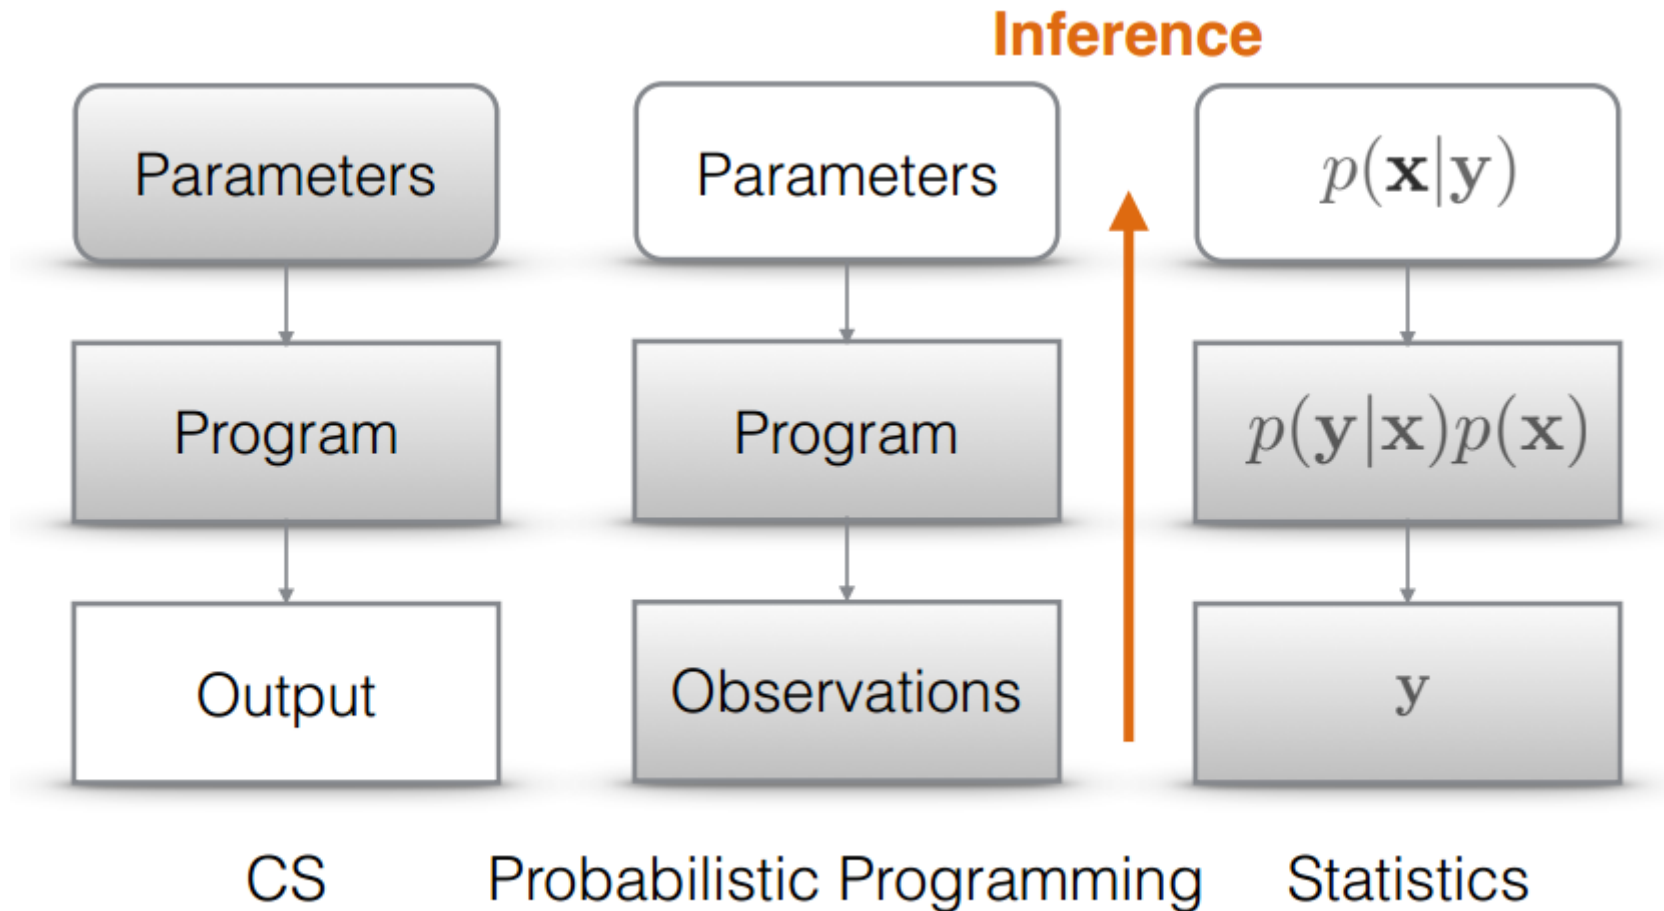 Inference
Parameters
Parameters
p(x|y)
Program
Program
p(y|x)p(x)
Output
Observations
y
CS
Probabilistic Programming
Statistics